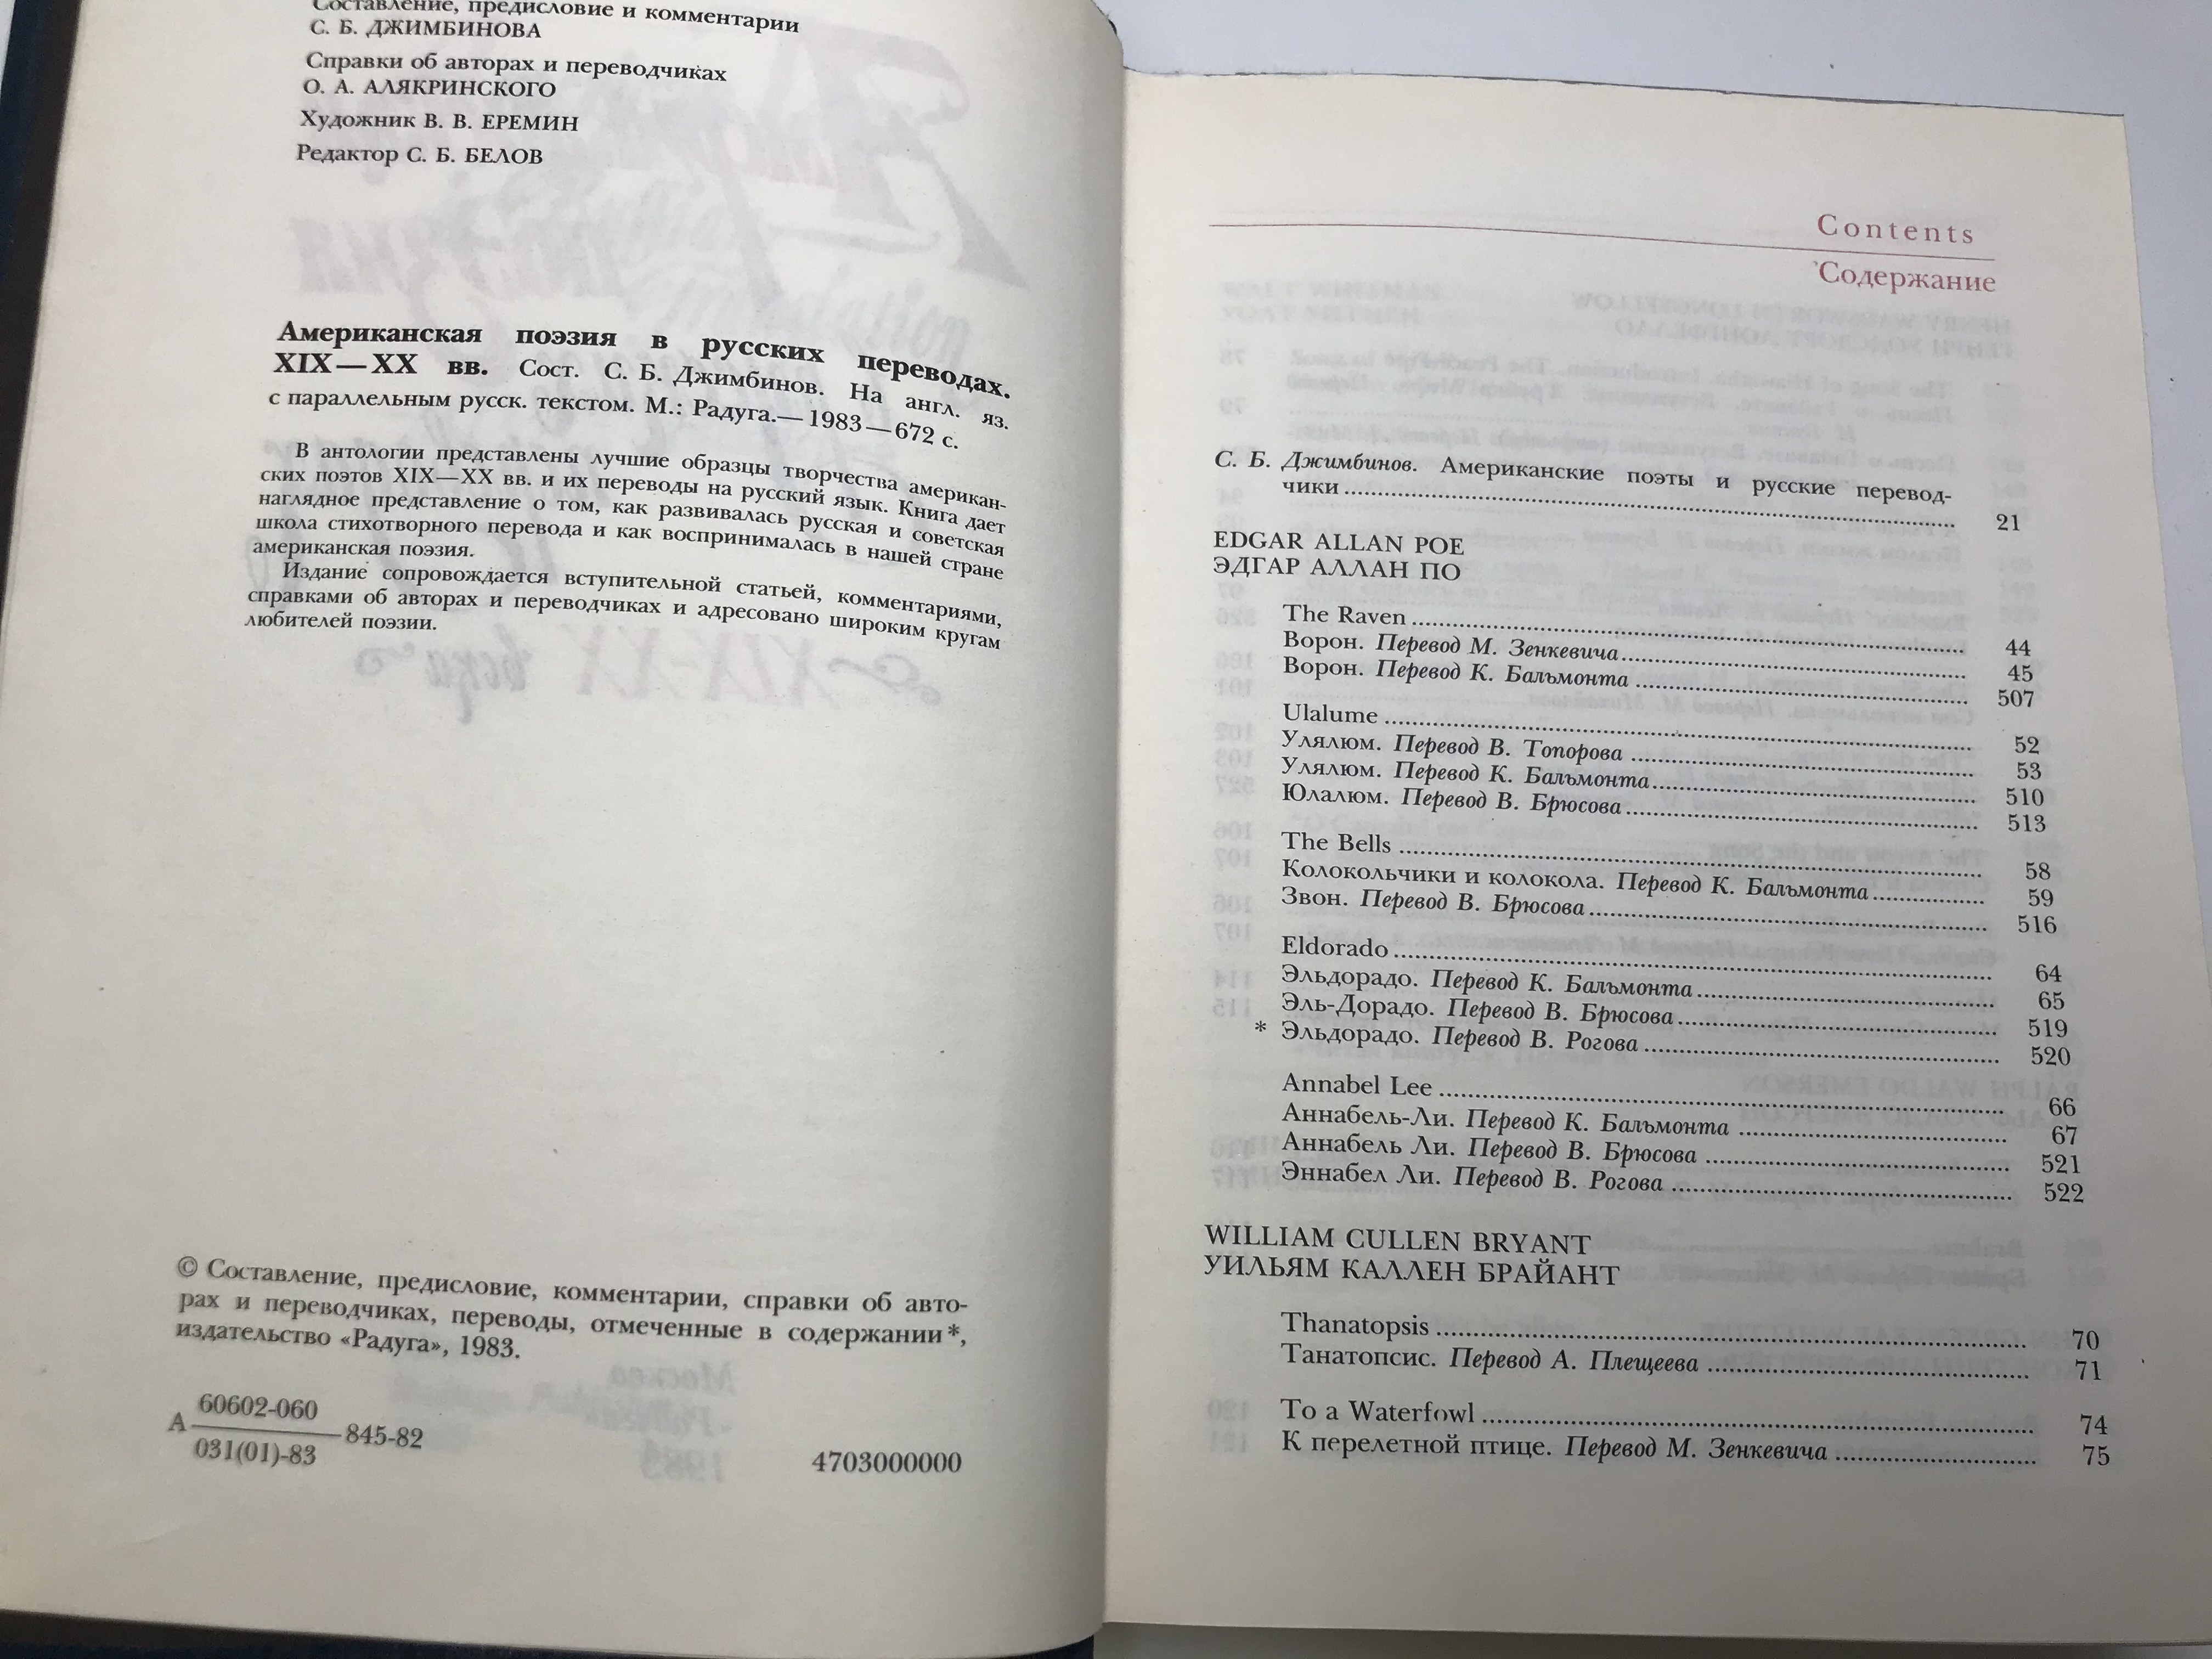 Составление, предисловие и комментарии
С. Б. ДЖИМБИНОВА
Справки об авторах и переводчиках
О. А. АЛЯКРИНСКОГО
Художник В. В. ЕРЕМИН
Редактор С. Б. БЕЛОВ
Американская поэзия в русских переводах.
XIX—XX вв. Сост. С. Б. Джимбинов. На англ. яз.
с параллельным русск. текстом. М.: Радуга.—1983—672 с.
В антологии представлены лучшие образцы творчества американ-
ских поэтов XIX—XX вв. и их переводы на русский язык. Книга дает
наглядное представление о том, как развивалась русская и советская
школа стихотворного перевода и как воспринималась в нашей стране
американская поэзия.
Издание сопровождается вступительной статьей, комментариями,
справками об авторах и переводчиках и адресовано широким кругам
любителей поэзии.
© Составление, предисловие, комментарии, справки об авто-
рах и переводчиках, переводы, отмеченные в содержании*,
издательство «Радуга», 1983.
60602-060
А 845-82
031(01)-83
4703000000
Contents
Содержание
С. Б. Джимбинов. Американские поэты и русские перевод-
чики 21
EDGAR ALLAN POE
ЭДГАР АЛЛАН ПО
The Raven 44
Ворон. Перевод М. Зенкевича 45
Ворон. Перевод К. Бальмонта 507
Ulalume 52
Улялюм. Перевод В. Топорова 53
Улялюм. Перевод К. Бальмонта 510
Юлалюм. Перевод В. Брюсова 513
The Bells 58
Колокольчики и колокола. Перевод К. Бальмонта 59
Звон. Перевод В. Брюсова 516
Eldorado 64
Эльдорадо. Перевод К. Бальмонта 65
Эль-Дорадо. Перевод В. Брюсова 519
* Эльдорадо. Перевод В. Рогова 520
Annabel Lee 66
Аннабель-Ли. Перевод К. Бальмонта 67
Аннабель Ли. Перевод В. Брюсова 521
Эннабел Ли. Перевод В. Рогова 522
WILLIAM CULLEN BRYANT
УИЛЬЯМ КАЛЛЕН БРАЙАНТ
Thanatopsis 70
Танатопсис. Перевод А. Плещеева 71
To a Waterfowl 74
К перелетной птице. Перевод М. Зенкевича 75